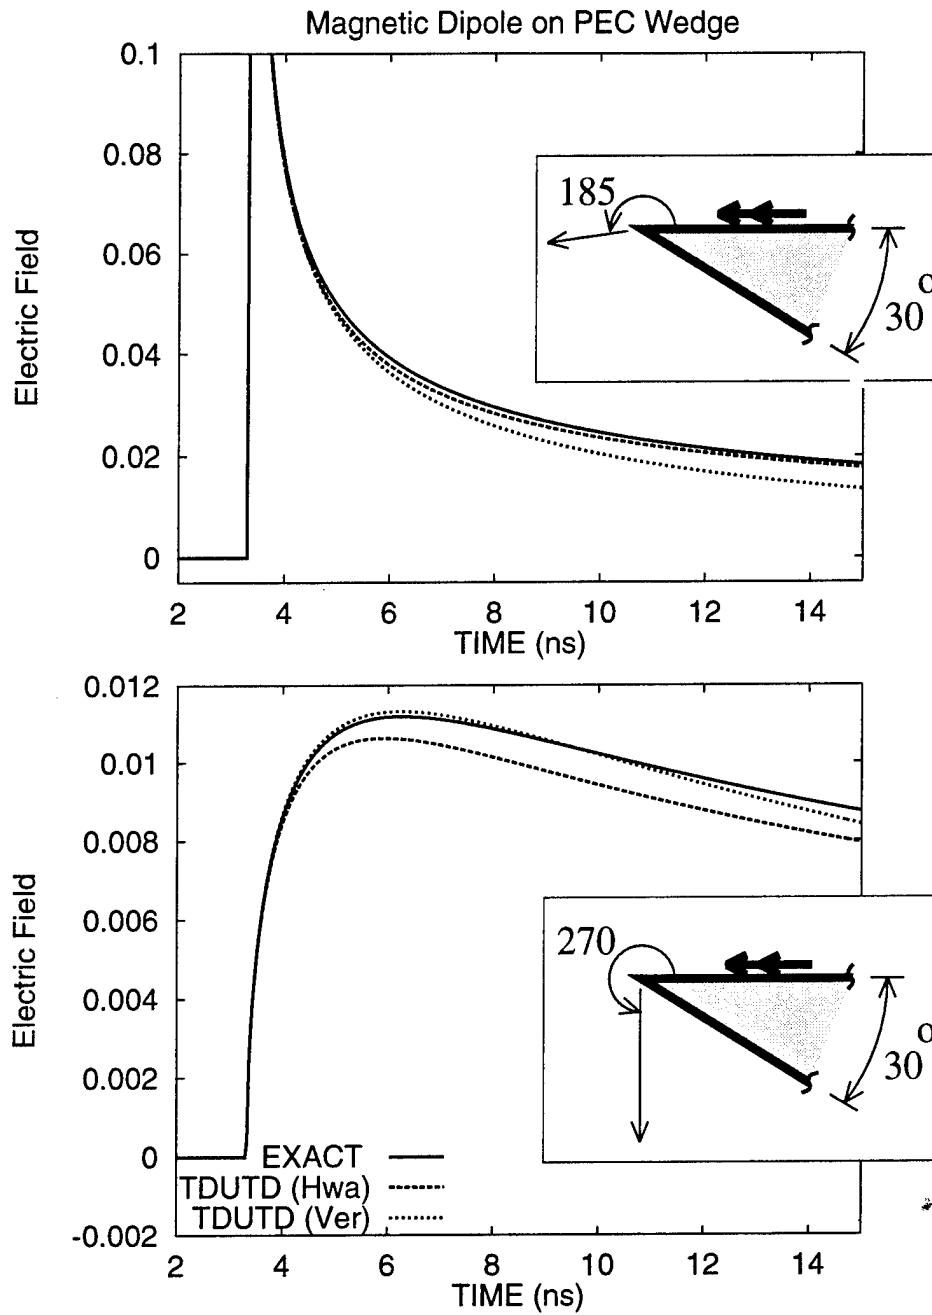 Magnetic Dipole on PEC Wedge
0.1
0.08
0.06
0.04
0.02
0
Electric Field
185
o
30
2 4 6 8 10 12 14
TIME (ns)
0.012
0.01
0.008
0.006
0.004
0.002
0
-0.002
Electric Field
270
o
30
EXACT
TDUTD (Hwa)
TDUTD (Ver)
2 4 6 8 10 12 14
TIME (ns)